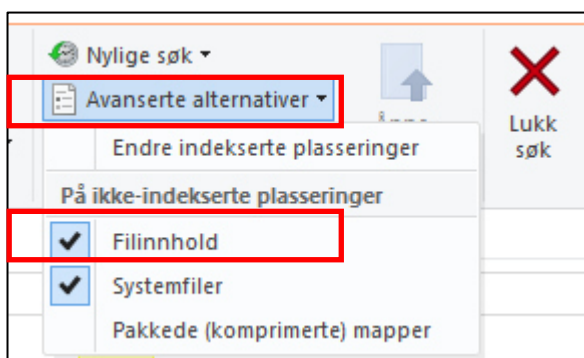 Nylige søk
Avanserte alternativer
Lukk
søk
Endre indekserte plasseringer
På ikke-indekserte plasseringer
Filinnhold
Systemfiler
Pakkede (komprimerte) mapper